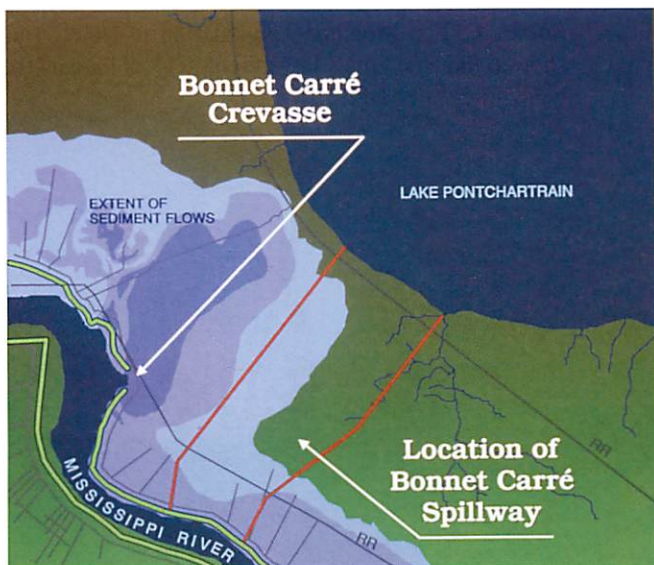 Bonnet Carré
Crevasse
EXTENT OF
SEDIMENT FLOWS
LAKE PONTCHARTRAIN
Location of
Bonnet Carré
Spillway
RR
MISSISSIPPI RIVER
RR